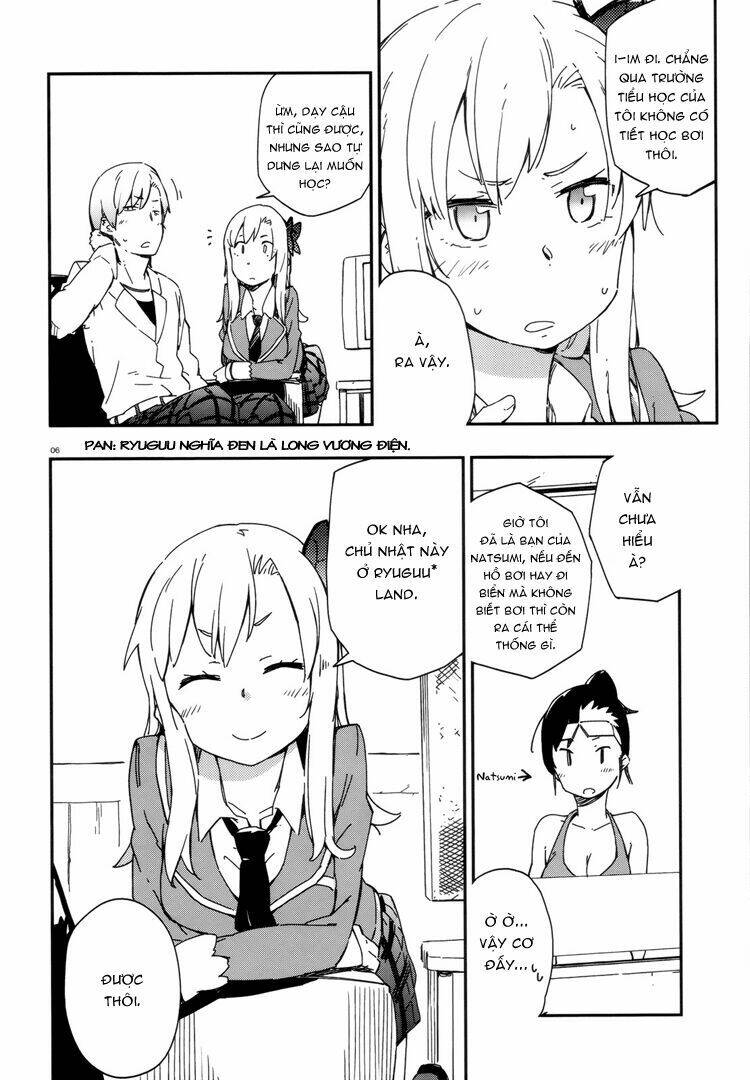 I-IM ĐI. CHẲNG
QUA TRƯỜNG
TIỂU HỌC CỦA
TÔI KHÔNG CÓ
TIẾT HỌC BƠI
THÔI.
À,
RA VẬY.
ỪM, DẠY CẬU
THÌ CŨNG ĐƯỢC,
NHƯNG SAO TỰ
DƯNG LẠI MUỐN
HỌC?
06
PAN: RYUGUU NGHĨA ĐEN LÀ LONG VƯƠNG ĐIỆN.
VẪN
CHƯA
HIỂU
À?
GIỜ TÔI
ĐÃ LÀ BẠN CỦA
NATSUMI, NẾU ĐẾN
HỒ BƠI HAY ĐI
BIỂN MÀ KHÔNG
BIẾT BƠI THÌ CÒN
RA CÁI THỂ
THỐNG GÌ.
Natsumi→
Ờ Ờ...
VẬY CƠ
ĐẤY...
OK NHA,
CHỦ NHẬT NÀY
Ở RYUGUU*
LAND.
ĐƯỢC
THÔI.